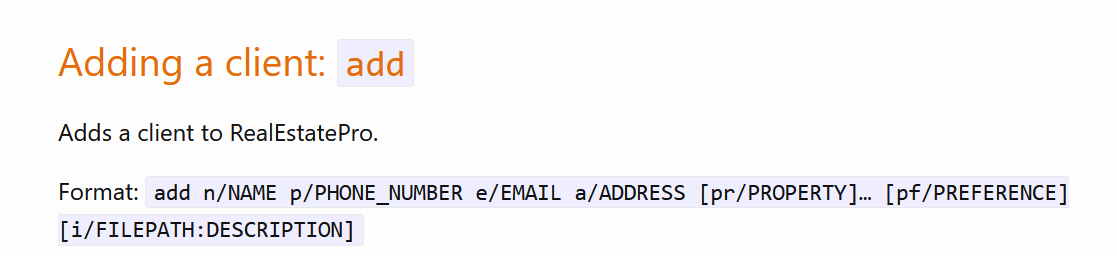 Adding a client: add
Adds a client to RealEstatePro.
Format: add n/NAME p/PHONE_NUMBER e/EMAIL a/ADDRESS [pr/PROPERTY]… [pf/PREFERENCE]
[i/FILEPATH:DESCRIPTION]